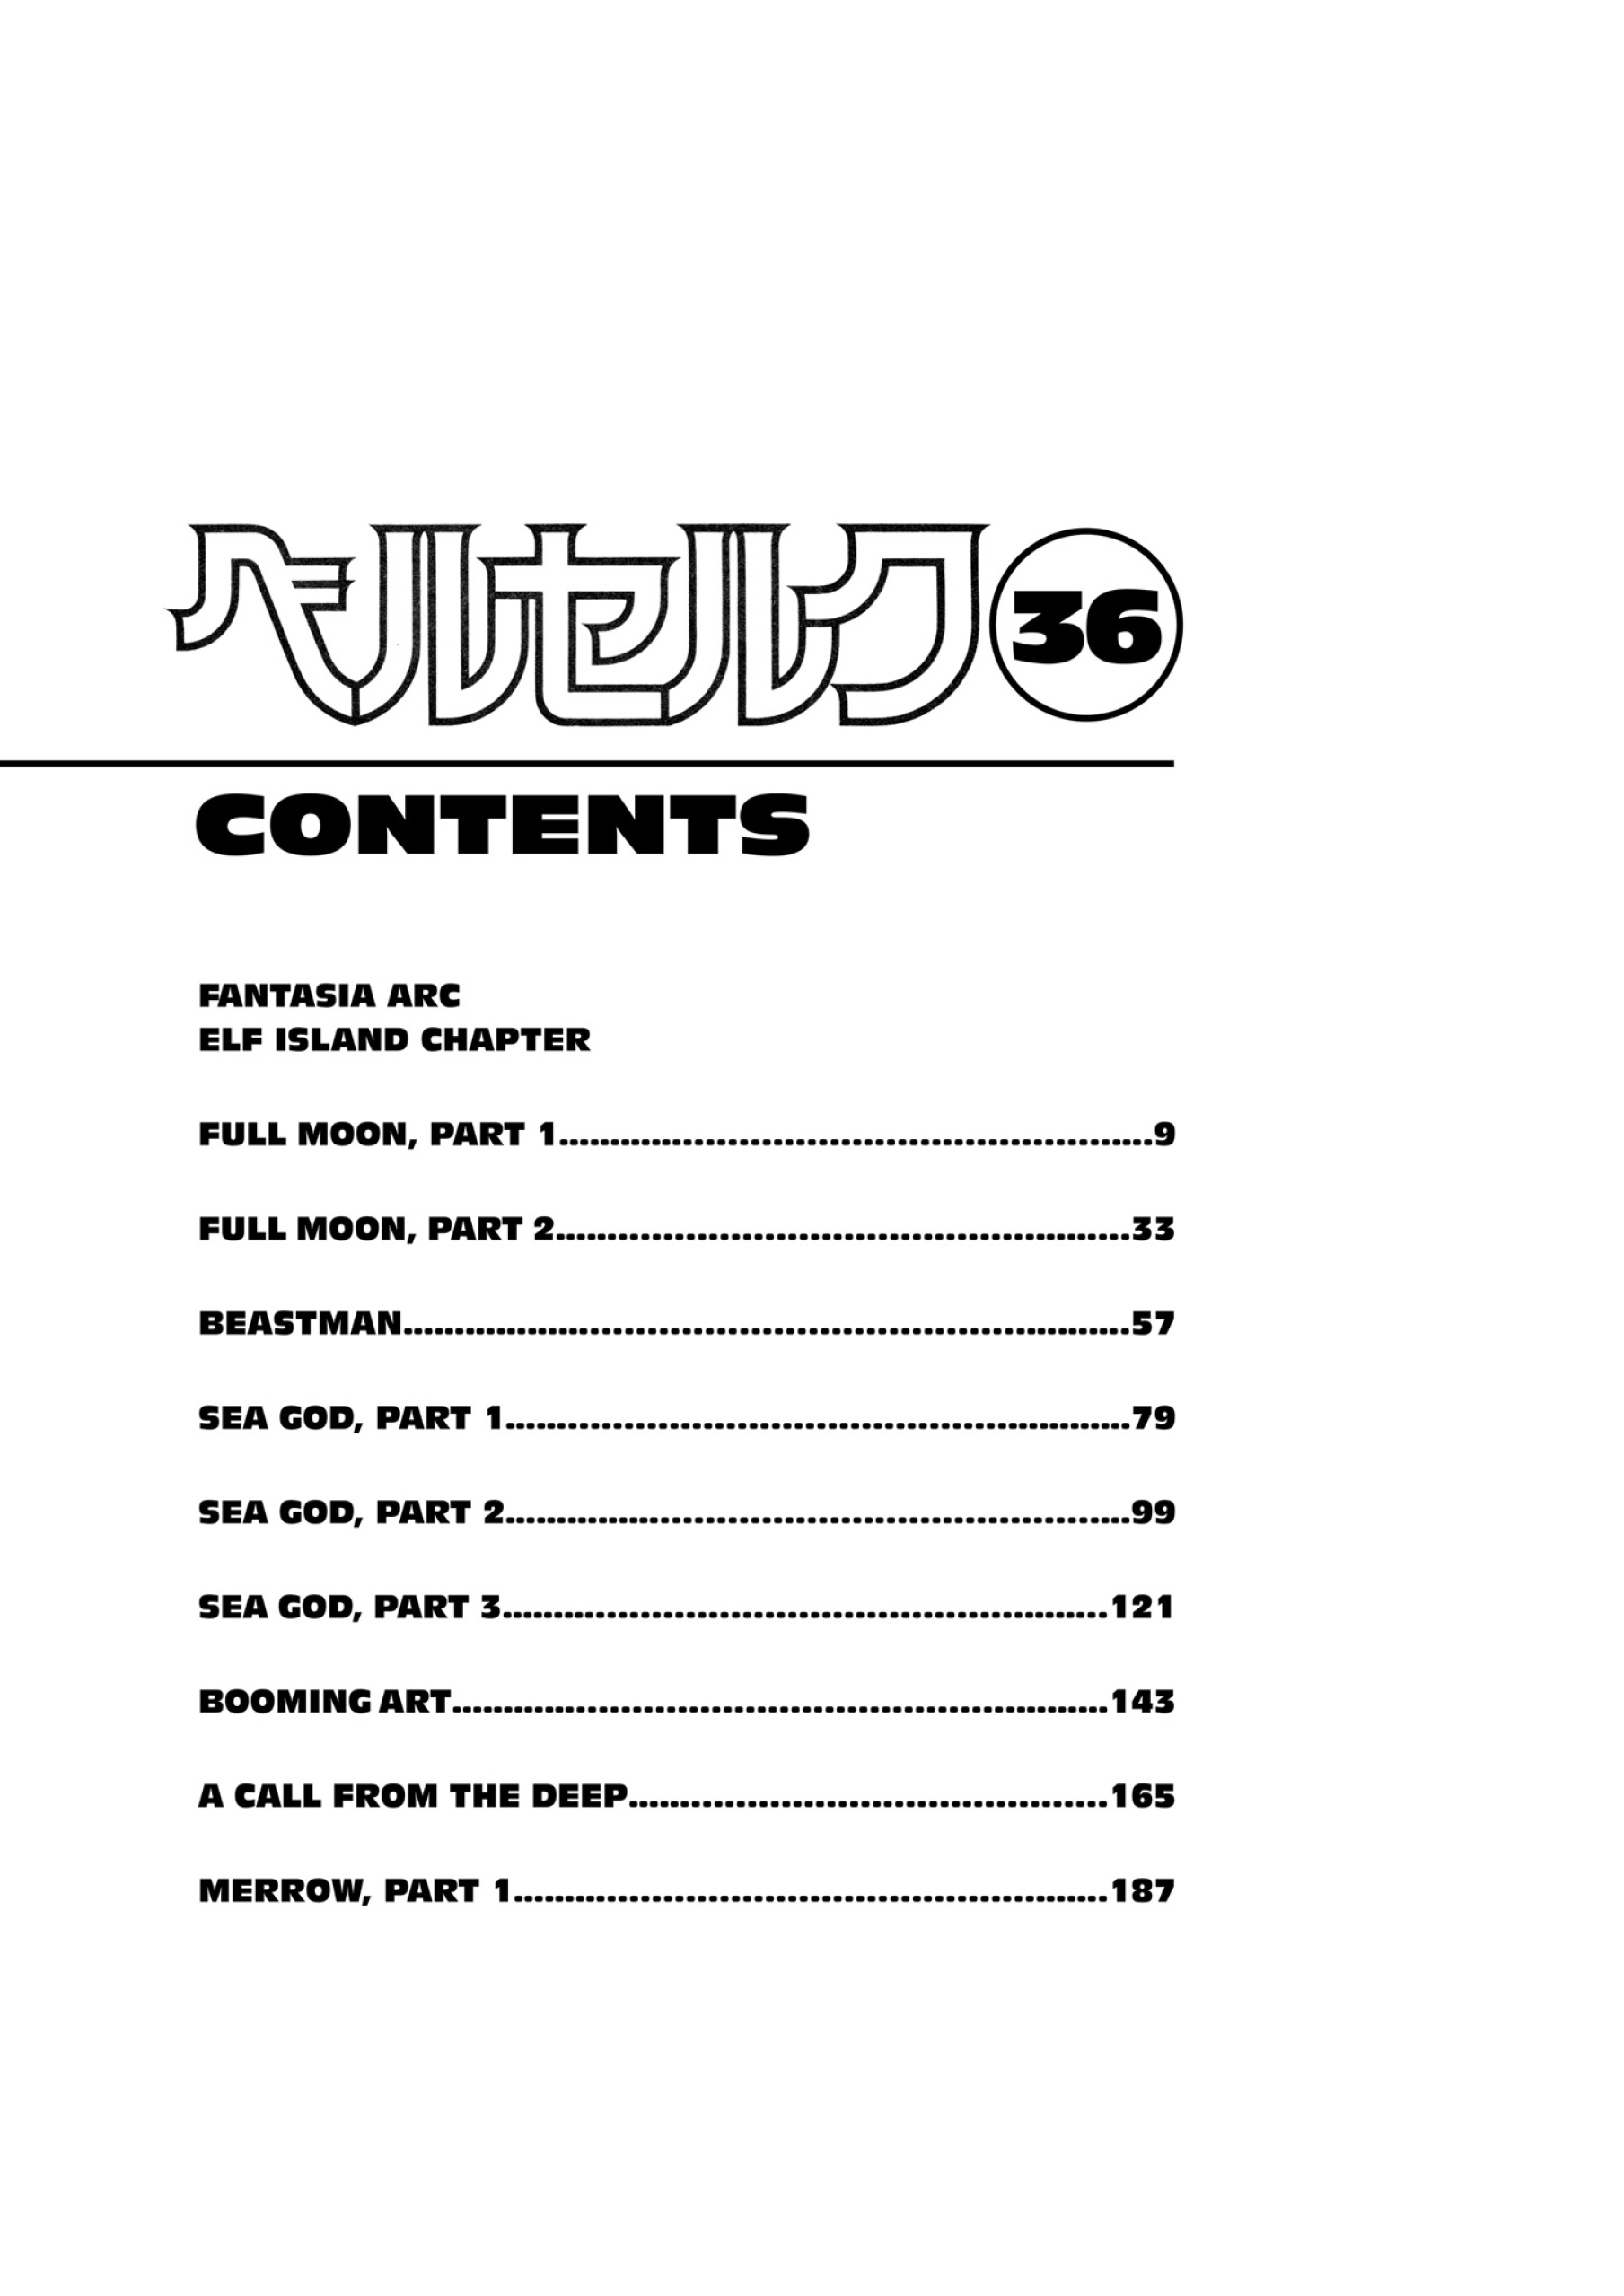 ベルセルク 36
CONTENTS
FANTASIA ARC
ELF ISLAND CHAPTER
FULL MOON, PART 1..........................................................9
FULL MOON, PART 2........................................................33
BEASTMAN.......................................................................57
SEA GOD, PART 1.............................................................79
SEA GOD, PART 2.............................................................99
SEA GOD, PART 3...........................................................121
BOOMING ART................................................................143
A CALL FROM THE DEEP...............................................165
MERROW, PART 1..........................................................187